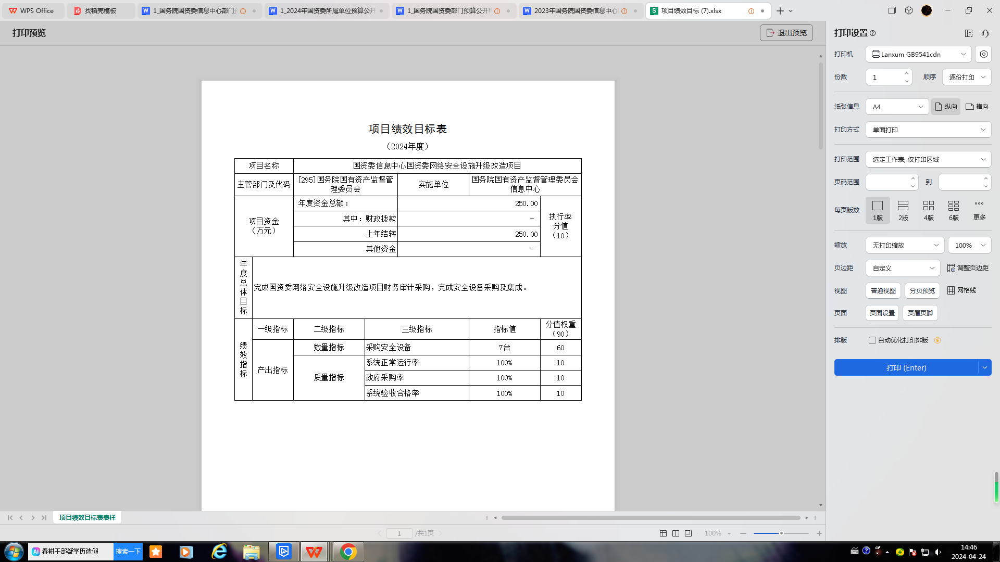 WPS Office
找稻壳模板
1_国务院国资委信息中心部门预
1_2024年国资委所属单位预算公开
1_国务院国资委部门预算公开
2023年国务院国资委信息中心
项目绩效目标 (7).xlsx
打印预览
退出预览
项目绩效目标表
（2024年度）
项目名称
国资委信息中心国资委网络安全设施升级改造项目
主管部门及代码
[295]国务院国有资产监督管
理委员会
实施单位
国务院国有资产监督管理委员会
信息中心
项目资金
（万元）
年度资金总额：
250.00
其中：财政拨款
-
上年结转
250.00
其他资金
-
执行率
分值
（10）
年度总体目标
完成国资委网络安全设施升级改造项目财务审计采购，完成安全设备采购及集成。
绩效指标
一级指标
二级指标
三级指标
指标值
分值权重
（90）
产出指标
数量指标
采购安全设备
7台
60
质量指标
系统正常运行率
100%
10
政府采购率
100%
10
系统验收合格率
100%
10
打印设置
打印机
Lanxum GB9541cdn
份数
1
顺序
逐份打印
纸张信息
A4
纵向
横向
打印方式
单面打印
打印范围
选定工作表; 仅打印区域
页码范围
到
每页版数
1版
2版
4版
6版
更多
缩放
无打印缩放
100%
页边距
自定义
调整页边距
视图
普通视图
分页预览
网格线
页面
页面设置
页眉页脚
排版
自动优化打印排版
打印 (Enter)
项目绩效目标表表样
1
/共1页
100%
春耕干部疑学历造假
搜索一下
14:46
2024-04-24